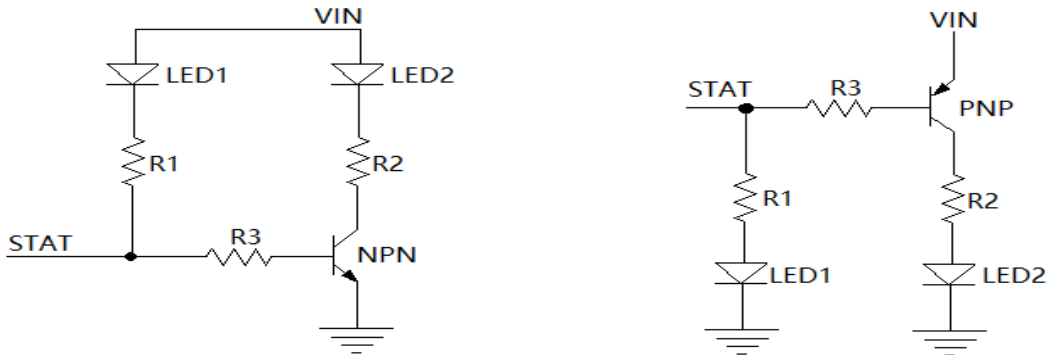 VIN
LED1
LED2
R1
R2
STAT
R3
NPN
VIN
STAT
R3
PNP
R1
R2
LED1
LED2